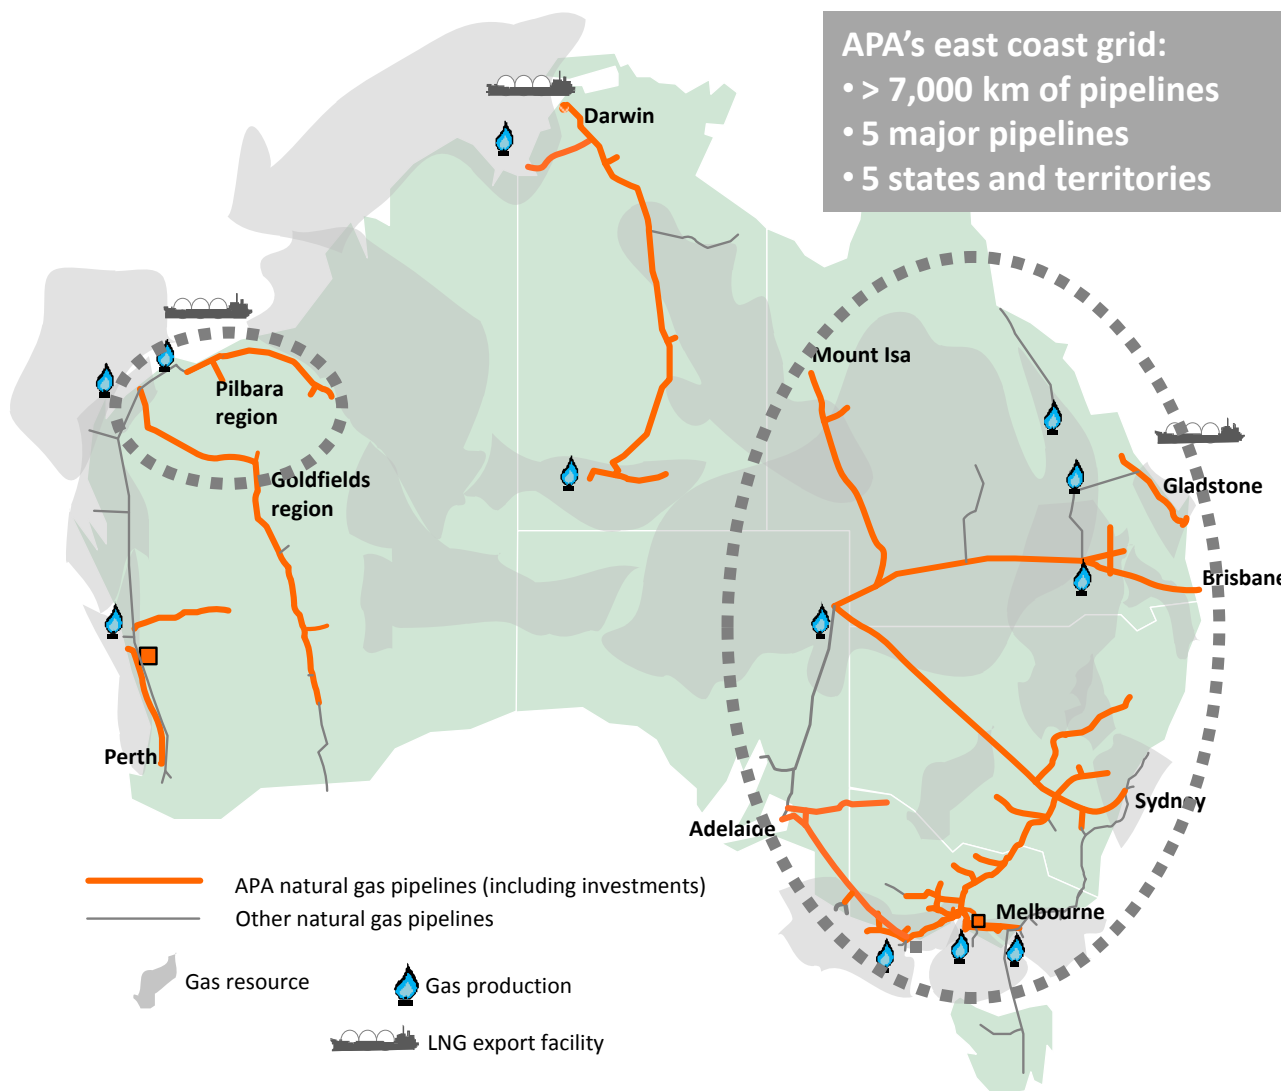 APA’s east coast grid:
• > 7,000 km of pipelines
• 5 major pipelines
• 5 states and territories
Darwin
Mount Isa
Pilbara
region
Goldfields
region
Gladstone
Brisbane
Perth
Sydney
Adelaide
Melbourne
APA natural gas pipelines (including investments)
Other natural gas pipelines
Gas resource
Gas production
LNG export facility